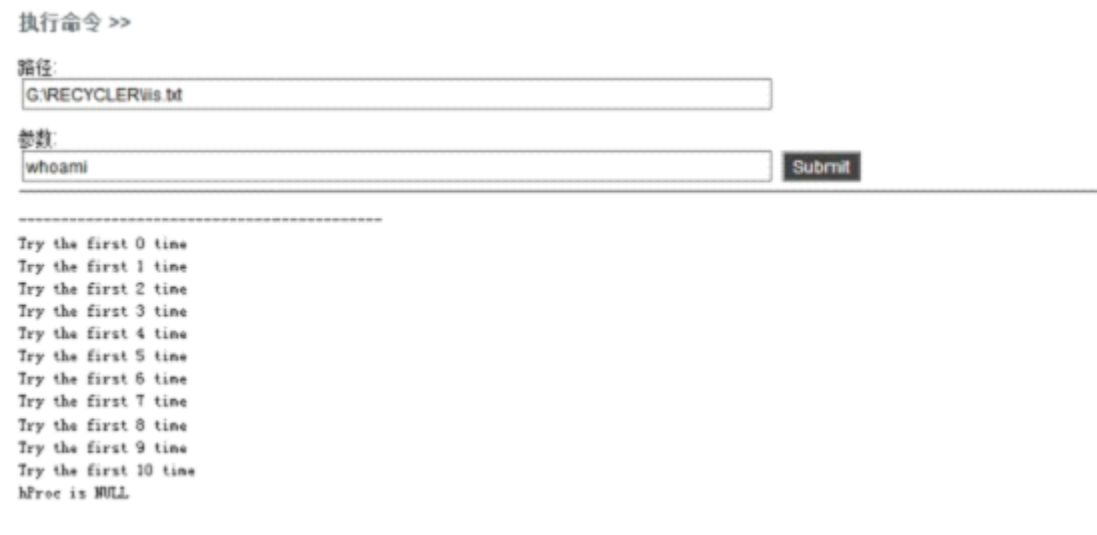 执行命令 >>
路径:
G:\RECYCLER\iis.txt
参数:
whoami
Submit
-------------------------------------------
Try the first 0 time
Try the first 1 time
Try the first 2 time
Try the first 3 time
Try the first 4 time
Try the first 5 time
Try the first 6 time
Try the first 7 time
Try the first 8 time
Try the first 9 time
Try the first 10 time
hProc is NULL